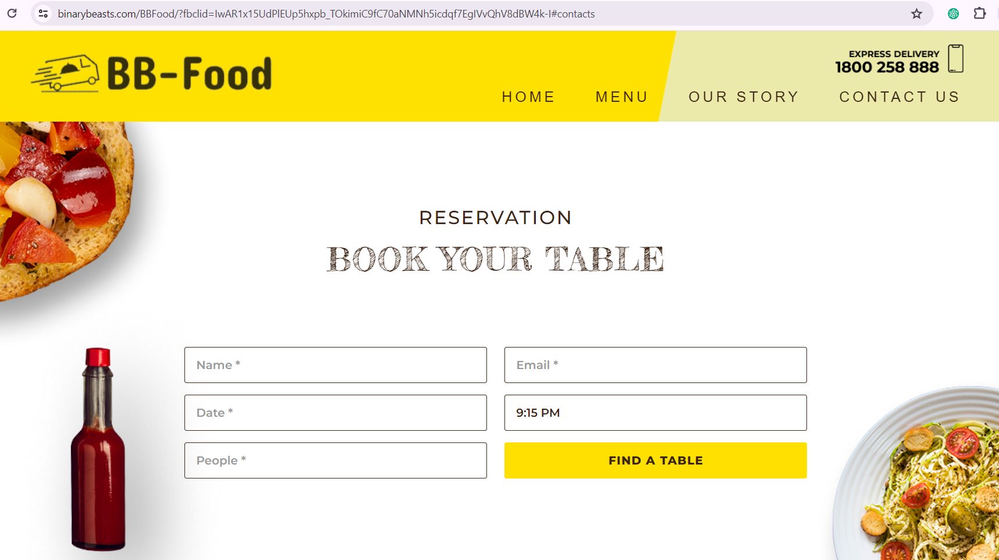 binarybeasts.com/BBFood/?fbclid=IwAR1x15UdPlEUp5hxpb_TOkimiC9fC70aNMNh5icdqf7EgIVvQhV8dBW4k-I#contacts
BB-Food
EXPRESS DELIVERY
1800 258 888
HOME MENU OUR STORY CONTACT US
RESERVATION
BOOK YOUR TABLE
Name * Email *
Date * 9:15 PM
People * FIND A TABLE